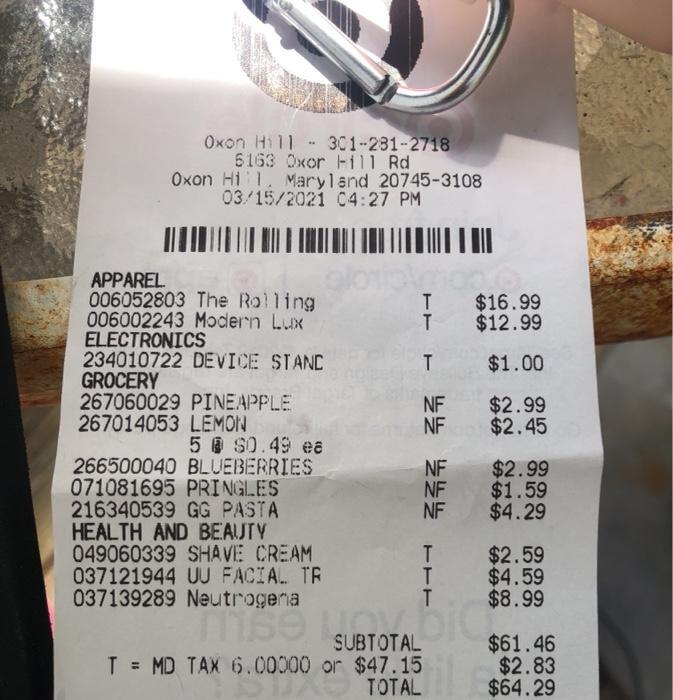 Oxon Hill - 301-281-2718
6163 Oxon Hill Rd
Oxon Hill, Maryland 20745-3108
03/15/2021 04:27 PM
APPAREL
006052803 The Rolling T $16.99
006002243 Modern Lux T $12.99
ELECTRONICS
234010722 DEVICE STAND T $1.00
GROCERY
267060029 PINEAPPLE NF $2.99
267014053 LEMON NF $2.45
5 @ $0.49 ea
266500040 BLUEBERRIES NF $2.99
071081695 PRINGLES NF $1.59
216340539 GG PASTA NF $4.29
HEALTH AND BEAUTY
049060339 SHAVE CREAM T $2.59
037121944 UU FACIAL TR T $4.59
037139289 Neutrogena T $8.99
SUBTOTAL $61.46
T = MD TAX 6.00000 on $47.15 $2.83
TOTAL $64.29